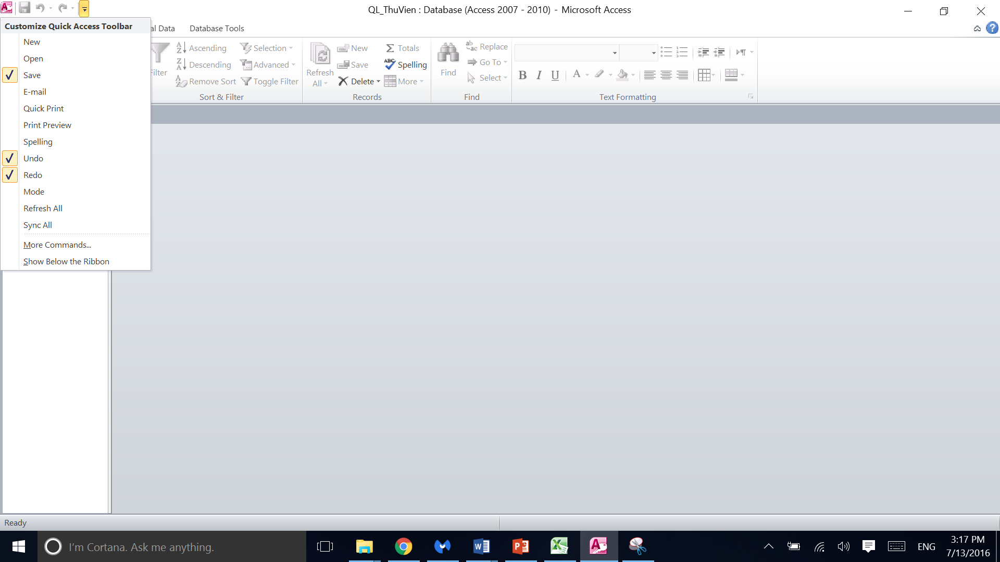 QL_ThuVien : Database (Access 2007 - 2010) - Microsoft Access
Customize Quick Access Toolbar
New
Open
Save
E-mail
Quick Print
Print Preview
Spelling
Undo
Redo
Mode
Refresh All
Sync All
More Commands...
Show Below the Ribbon
al Data Database Tools
ilter
Ascending
Descending
Remove Sort
Selection
Advanced
Toggle Filter
Sort & Filter
Refresh
All
New
Save
Delete
Totals
ABC
Spelling
More
Records
Find
Replace
Go To
Select
Find
B I U A
Text Formatting
Ready
I'm Cortana. Ask me anything.
ENG
3:17 PM
7/13/2016